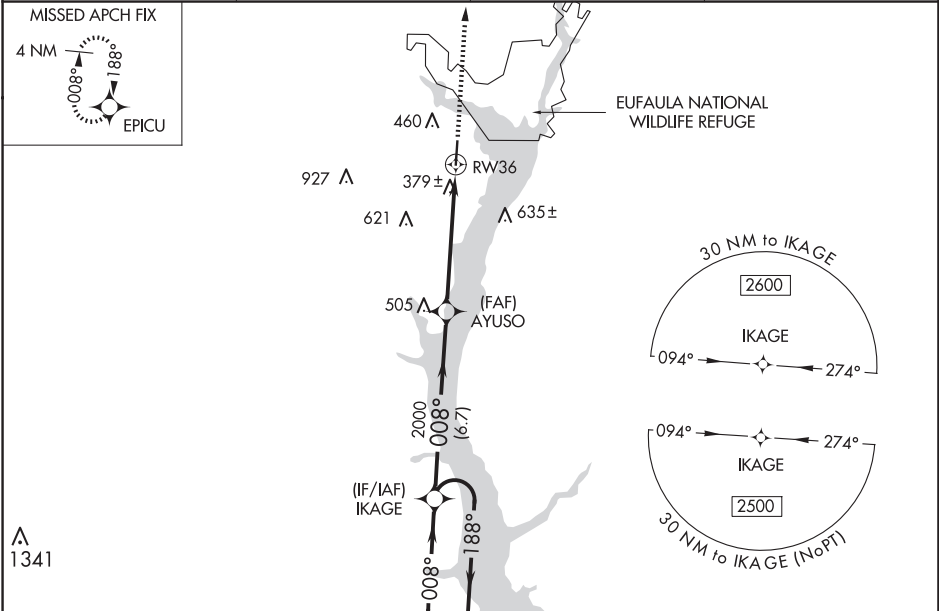 MISSED APCH FIX
4 NM
008°
188°
EPICU
EUFAULA NATIONAL
WILDLIFE REFUGE
460
RW36
927
379±
621
635±
505
(FAF)
AYUSO
2000
008°
(6.7)
(IF/IAF)
IKAGE
008°
188°
1341
30 NM to IKAGE
2600
IKAGE
094°
274°
094°
274°
IKAGE
2500
30 NM to IKAGE (NoPT)